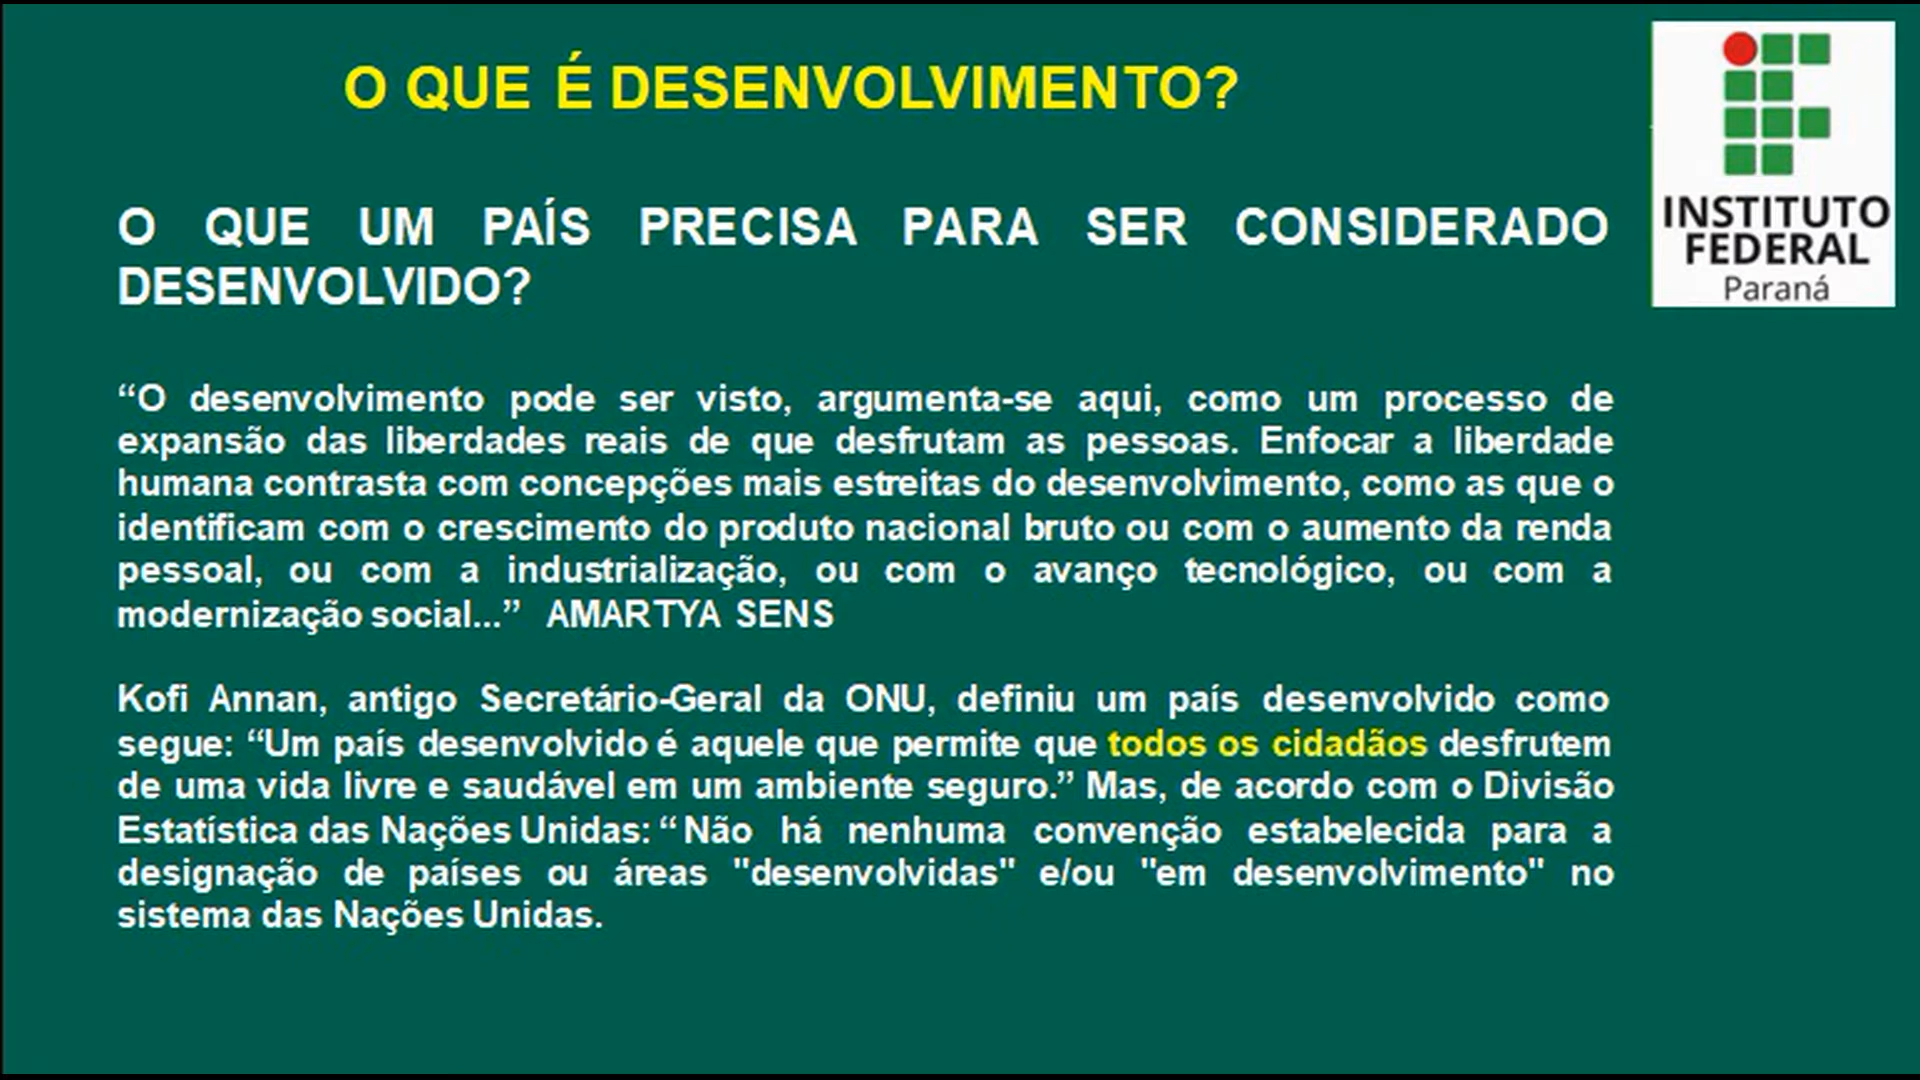 O QUE É DESENVOLVIMENTO?
INSTITUTO
FEDERAL
Paraná
O QUE UM PAÍS PRECISA PARA SER CONSIDERADO
DESENVOLVIDO?
“O desenvolvimento pode ser visto, argumenta-se aqui, como um processo de
expansão das liberdades reais de que desfrutam as pessoas. Enfocar a liberdade
humana contrasta com concepções mais estreitas do desenvolvimento, como as que o
identificam com o crescimento do produto nacional bruto ou com o aumento da renda
pessoal, ou com a industrialização, ou com o avanço tecnológico, ou com a
modernização social...” AMARTYA SENS
Kofi Annan, antigo Secretário-Geral da ONU, definiu um país desenvolvido como
segue: “Um país desenvolvido é aquele que permite que todos os cidadãos desfrutem
de uma vida livre e saudável em um ambiente seguro.” Mas, de acordo com o Divisão
Estatística das Nações Unidas: “Não há nenhuma convenção estabelecida para a
designação de países ou áreas "desenvolvidas" e/ou "em desenvolvimento" no
sistema das Nações Unidas.